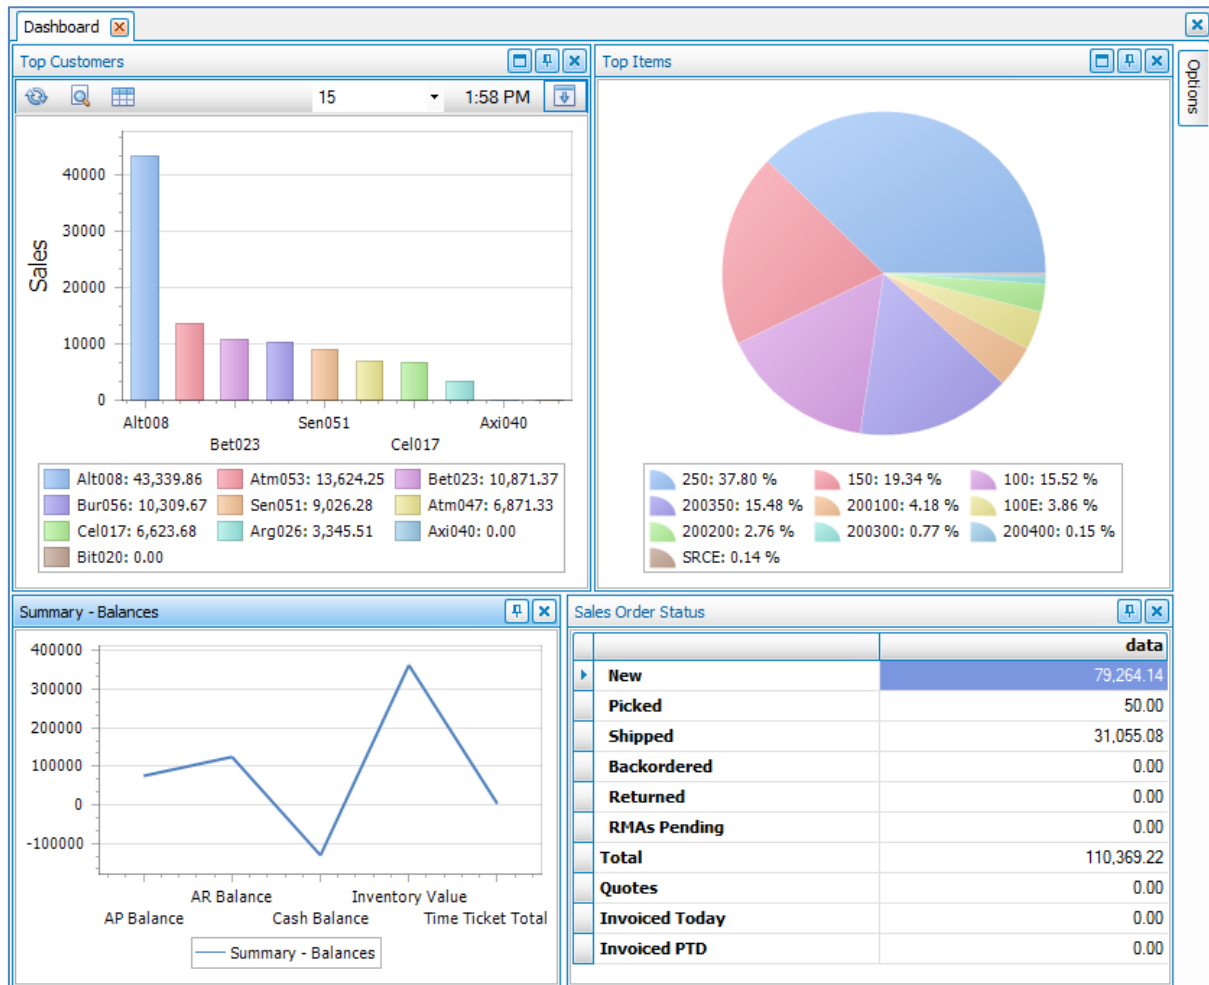 Dashboard
Top Customers
15 1:58 PM
Sales
40000
30000
20000
10000
0
Alt008 Sen051 Axi040
Bet023 Cel017
Alt008: 43,339.86 Atm053: 13,624.25 Bet023: 10,871.37
Bur056: 10,309.67 Sen051: 9,026.28 Atm047: 6,871.33
Cel017: 6,623.68 Arg026: 3,345.51 Axi040: 0.00
Bit020: 0.00
Top Items
250: 37.80 % 150: 19.34 % 100: 15.52 %
200350: 15.48 % 200100: 4.18 % 100E: 3.86 %
200200: 2.76 % 200300: 0.77 % 200400: 0.15 %
SRCE: 0.14 %
Options
Summary - Balances
400000
300000
200000
100000
0
-100000
AR Balance Inventory Value
AP Balance Cash Balance Time Ticket Total
Summary - Balances
Sales Order Status
data
New 79,264.14
Picked 50.00
Shipped 31,055.08
Backordered 0.00
Returned 0.00
RMAs Pending 0.00
Total 110,369.22
Quotes 0.00
Invoiced Today 0.00
Invoiced PTD 0.00